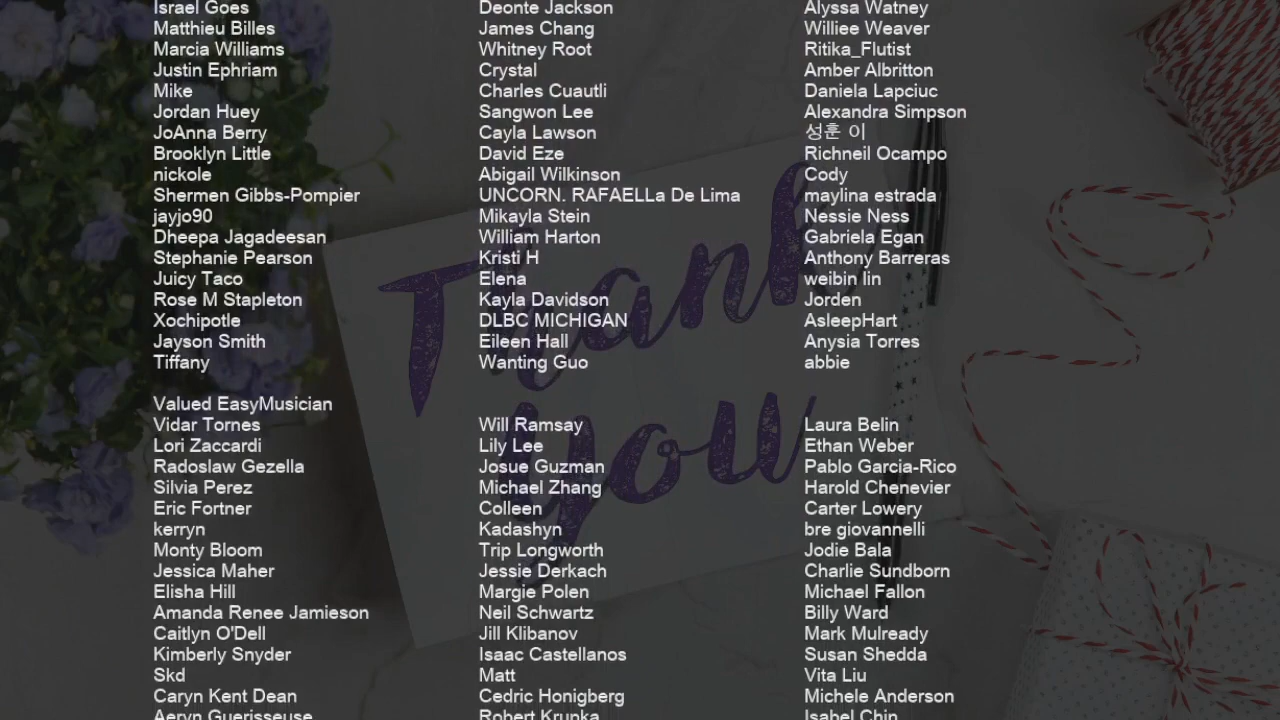 Israel Goes
Matthieu Billes
Marcia Williams
Justin Ephriam
Mike
Jordan Huey
JoAnna Berry
Brooklyn Little
nickole
Shermen Gibbs-Pompier
jayjo90
Dheepa Jagadeesan
Stephanie Pearson
Juicy Taco
Rose M Stapleton
Xochipotle
Jayson Smith
Tiffany
Deonte Jackson
James Chang
Whitney Root
Crystal
Charles Cuautli
Sangwon Lee
Cayla Lawson
David Eze
Abigail Wilkinson
UNCORN. RAFAELLa De Lima
Mikayla Stein
William Harton
Kristi H
Elena
Kayla Davidson
DLBC MICHIGAN
Eileen Hall
Wanting Guo
Alyssa Watney
Williee Weaver
Ritika_Flutist
Amber Albritton
Daniela Lapciuc
Alexandra Simpson
성훈 이
Richneil Ocampo
Cody
maylina estrada
Nessie Ness
Gabriela Egan
Anthony Barreras
weibin lin
Jorden
AsleepHart
Anysia Torres
abbie
Valued EasyMusician
Vidar Tornes
Lori Zaccardi
Radoslaw Gezella
Silvia Perez
Eric Fortner
kerryn
Monty Bloom
Jessica Maher
Elisha Hill
Amanda Renee Jamieson
Caitlyn O'Dell
Kimberly Snyder
Skd
Caryn Kent Dean
Aeryn Guerisseuse
Will Ramsay
Lily Lee
Josue Guzman
Michael Zhang
Colleen
Kadashyn
Trip Longworth
Jessie Derkach
Margie Polen
Neil Schwartz
Jill Klibanov
Isaac Castellanos
Matt
Cedric Honigberg
Robert Krupka
Laura Belin
Ethan Weber
Pablo Garcia-Rico
Harold Chenevier
Carter Lowery
bre giovannelli
Jodie Bala
Charlie Sundborn
Michael Fallon
Billy Ward
Mark Mulready
Susan Shedda
Vita Liu
Michele Anderson
Isabel Chin
Thank
you